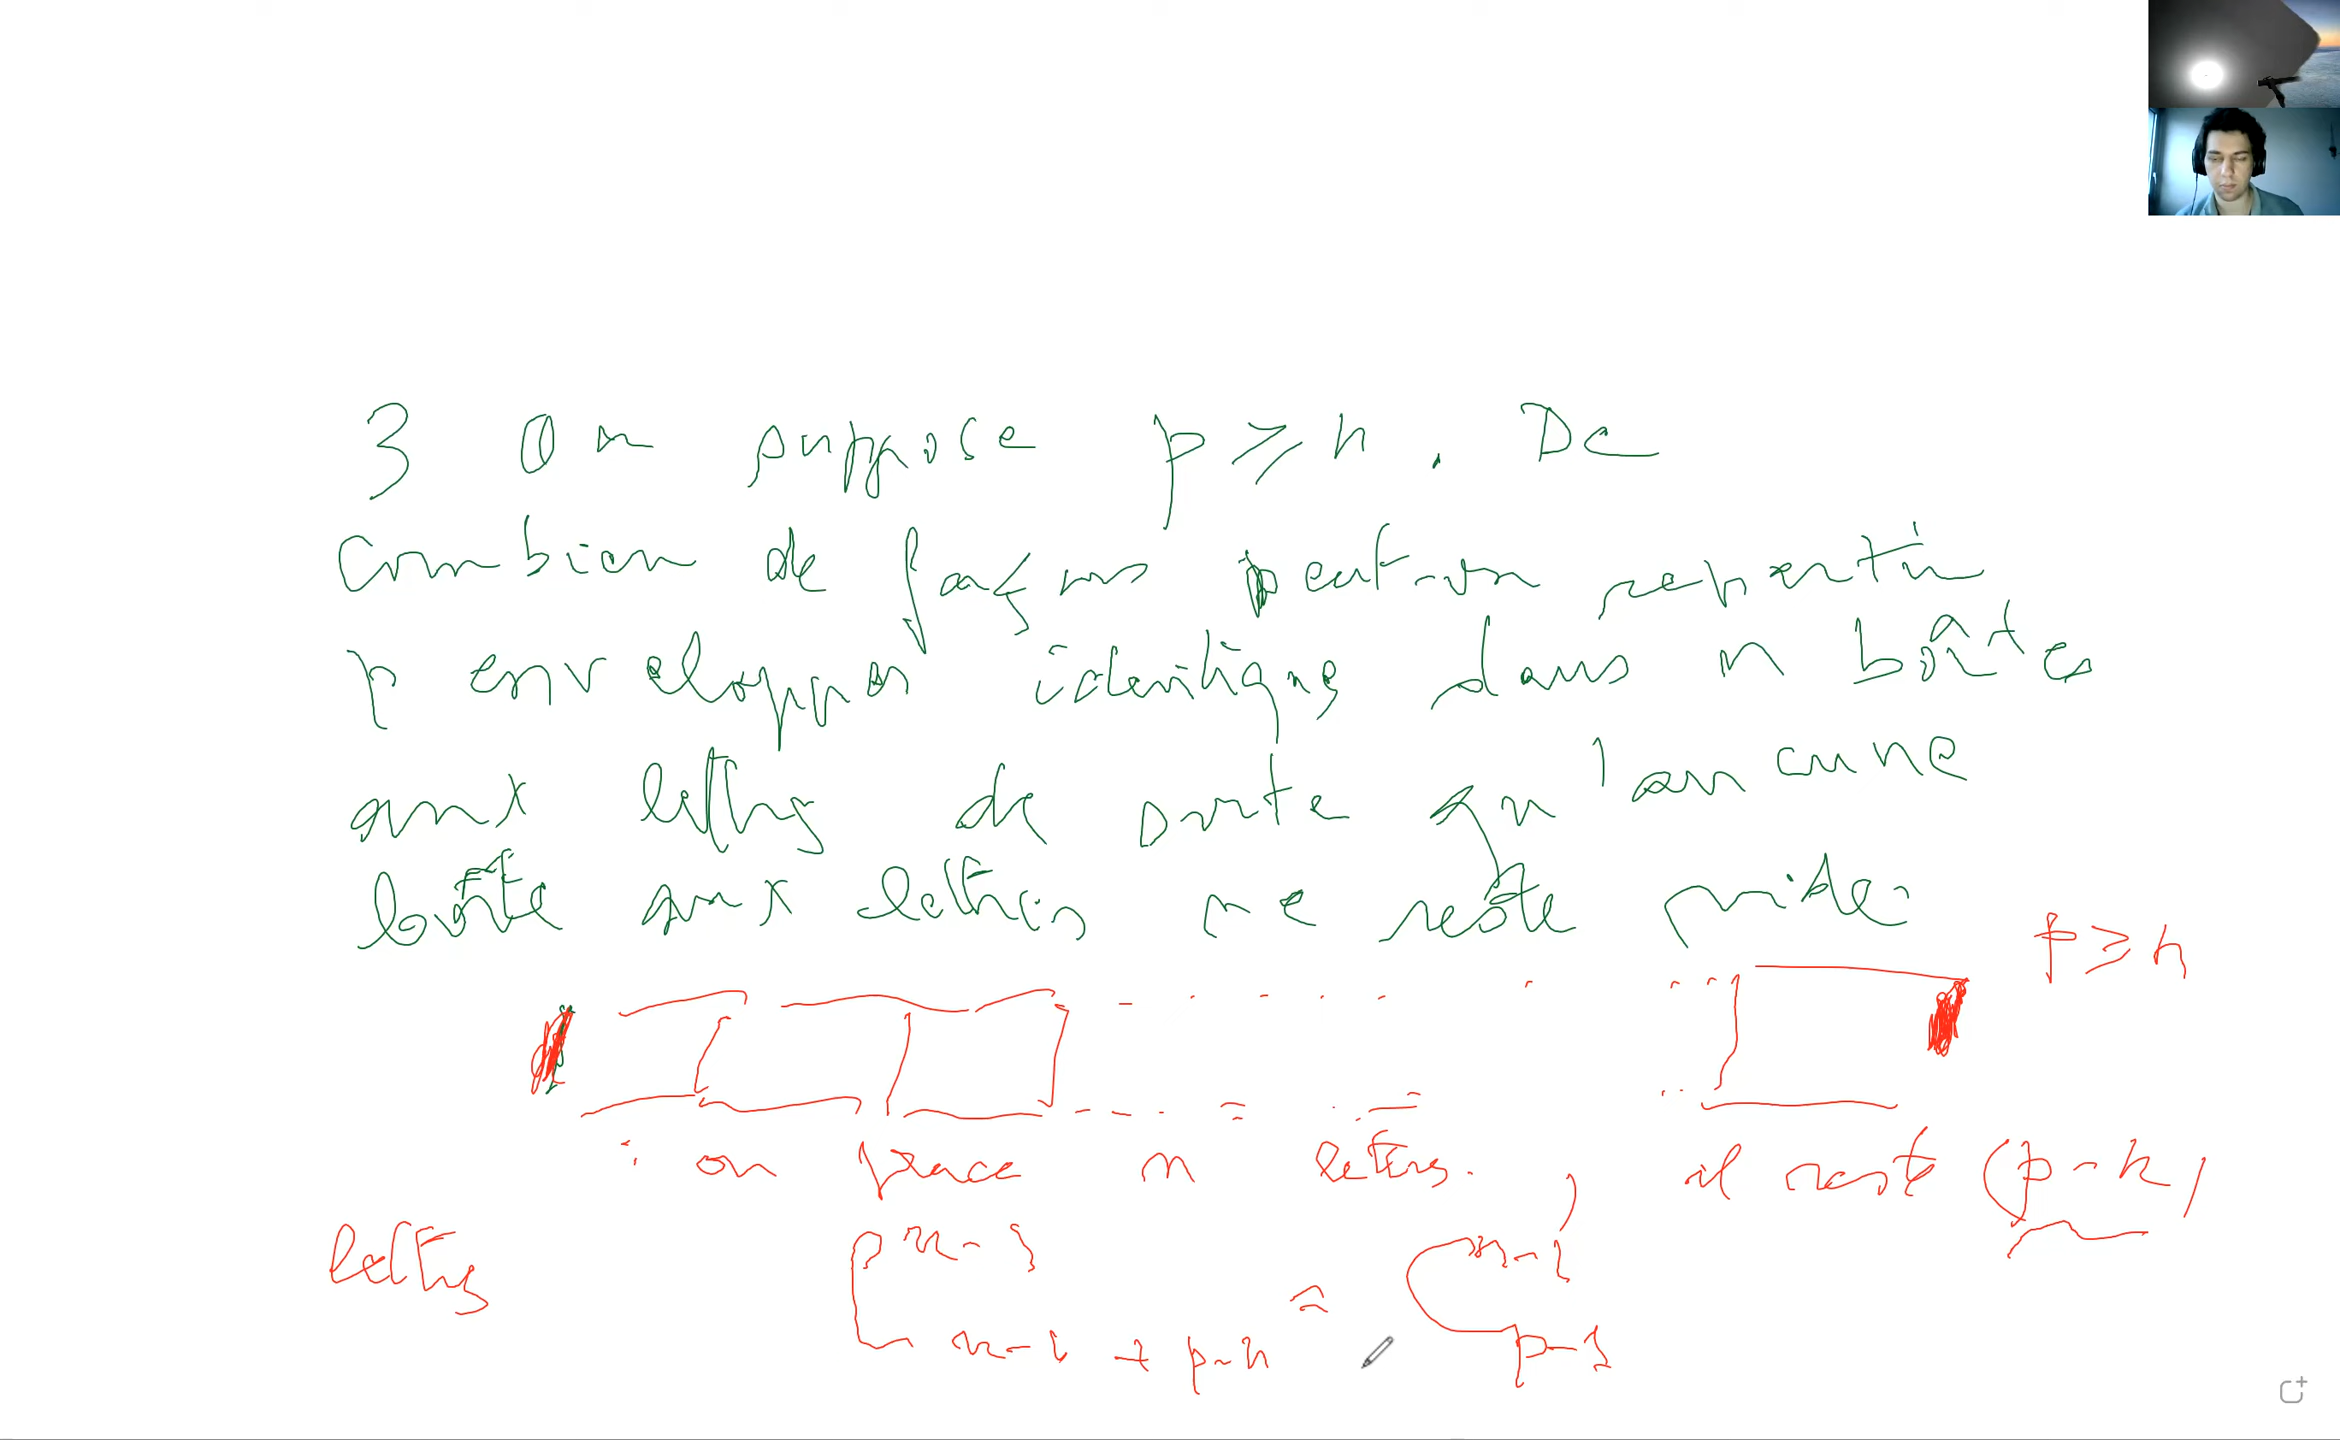 3 On suppose p ≥ n. De
combien de façons peut-on repartir
p enveloppes identiques dans n boîtes
aux lettres de sorte qu'aucune
boîte aux lettres ne reste vide.
p ≥ n
: on place n lettres, il reste (p-n)
lettres
C^{n-1}_{n-1+p-n} = C^{n-1}_{p-1}